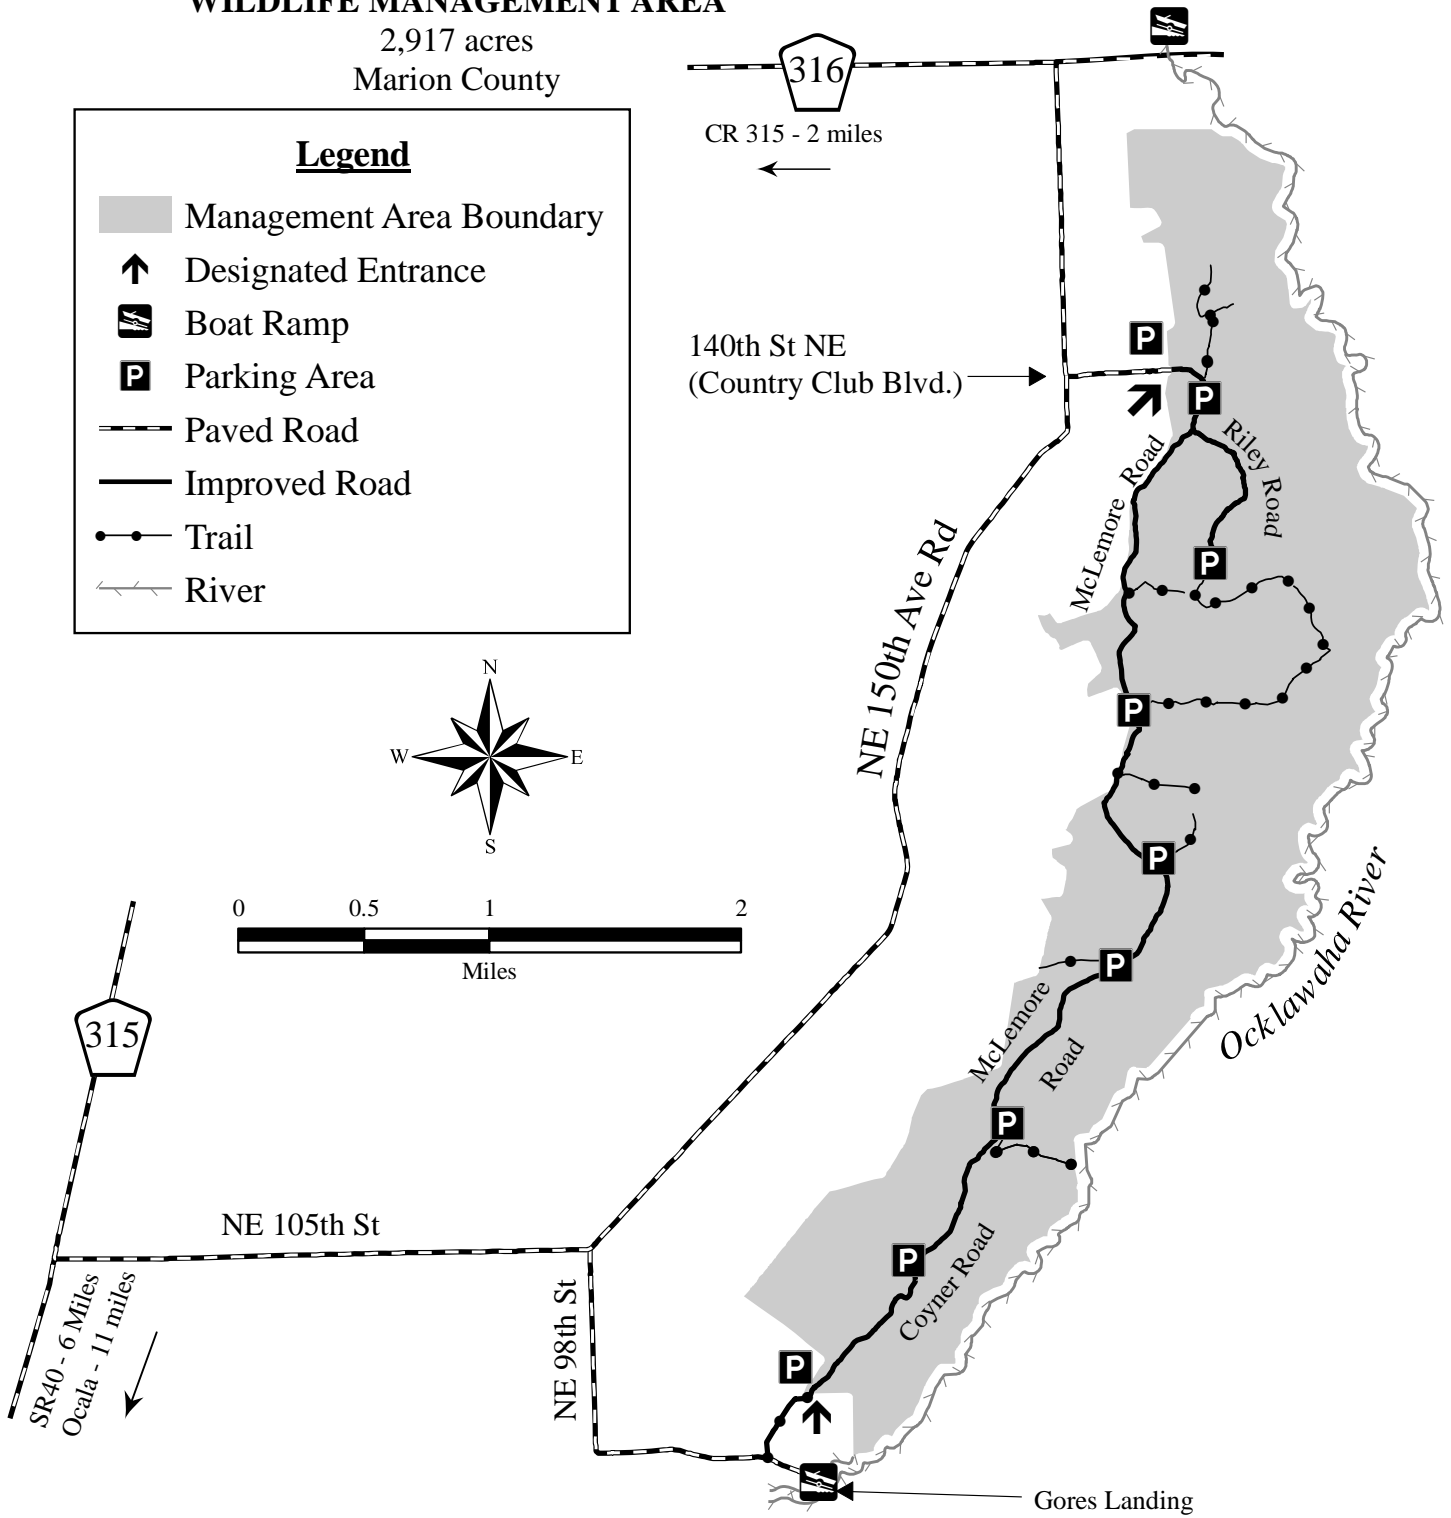 WILDLIFE MANAGEMENT AREA
2,917 acres
Marion County
316
CR 315 - 2 miles
Legend
Management Area Boundary
Designated Entrance
Boat Ramp
P Parking Area
Paved Road
Improved Road
Trail
River
140th St NE
(Country Club Blvd.)
P
P
McLemore Road
Riley Road
P
NE 150th Ave Rd
N
W
E
S
P
P
0 0.5 1 2
Miles
Ocklawaha River
P
McLemore
Road
315
P
NE 105th St
P
Coyner Road
SR40 - 6 Miles
Ocala - 11 miles
NE 98th St
P
Gores Landing